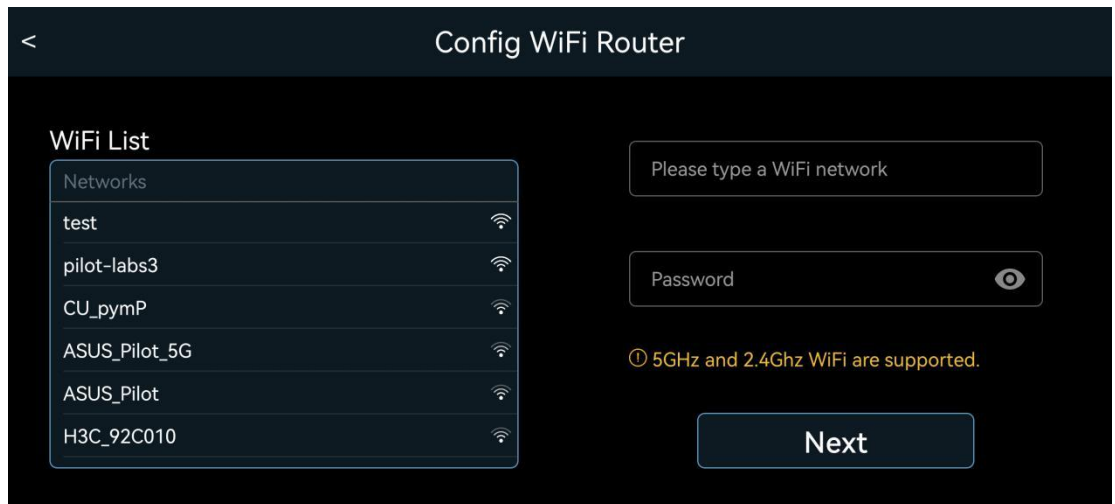 <
Config WiFi Router
WiFi List
Networks
test
pilot-labs3
CU_pymP
ASUS_Pilot_5G
ASUS_Pilot
H3C_92C010
Please type a WiFi network
Password
5GHz and 2.4Ghz WiFi are supported.
Next